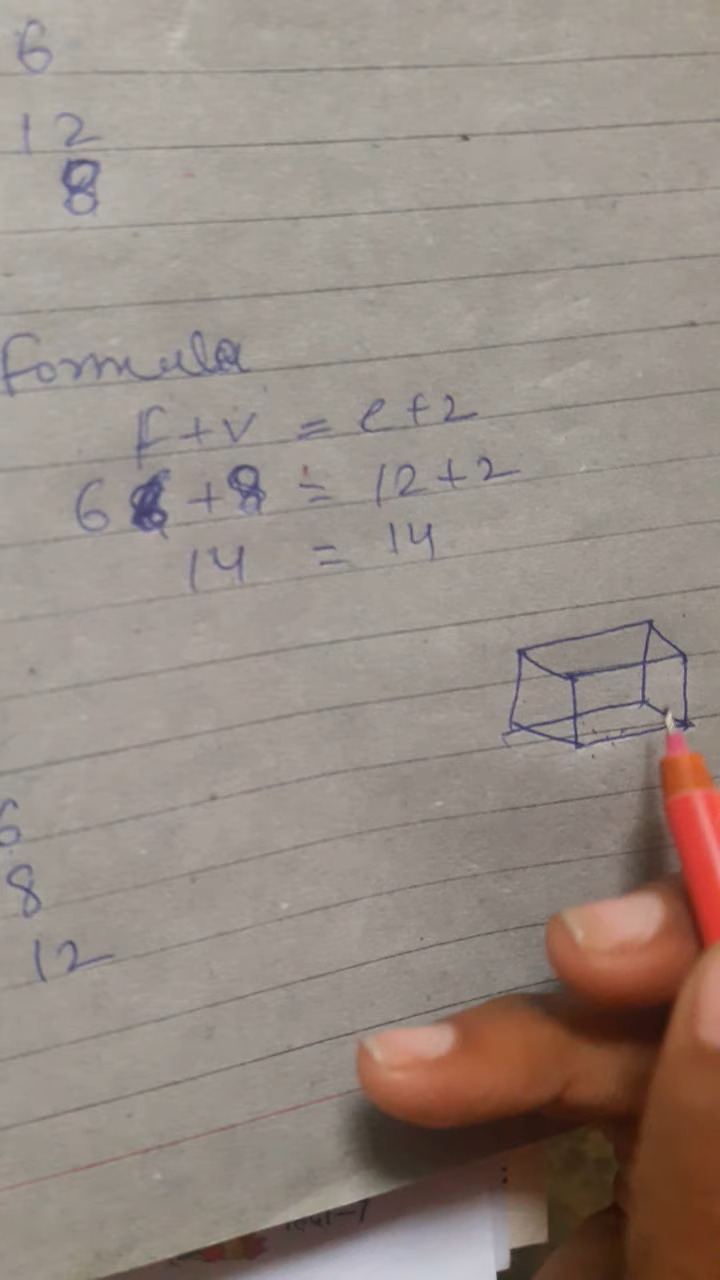 6
12
8
Formula
F+V = e+2
6 +8 = 12+2
14 = 14
6
8
12